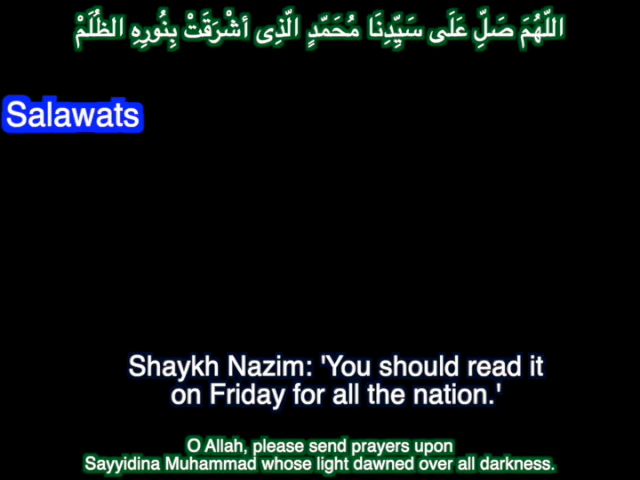 اللّٰهُمَ صَلِّ عَلَى سَيِّدِنَا مُحَمّدٍ الّذِى أشْرَقَتْ بِنُورِهِ الظُلَمْ
Salawats
Shaykh Nazim: 'You should read it
on Friday for all the nation.'
O Allah, please send prayers upon
Sayyidina Muhammad whose light dawned over all darkness.